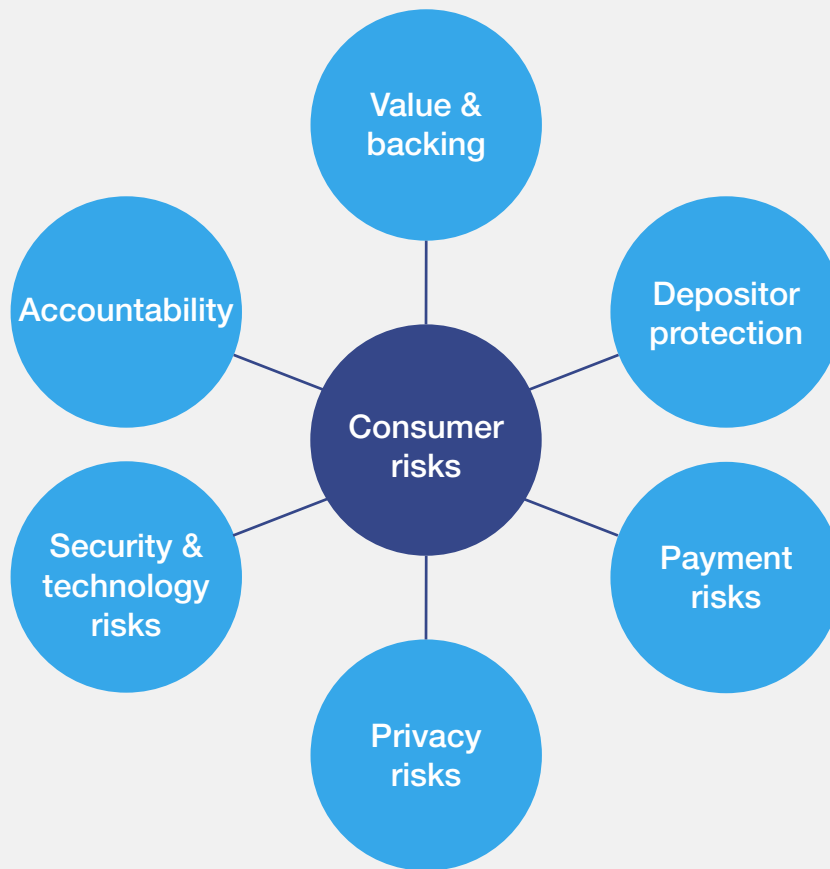 Value &
backing
Accountability
Depositor
protection
Consumer
risks
Security &
technology
risks
Payment
risks
Privacy
risks